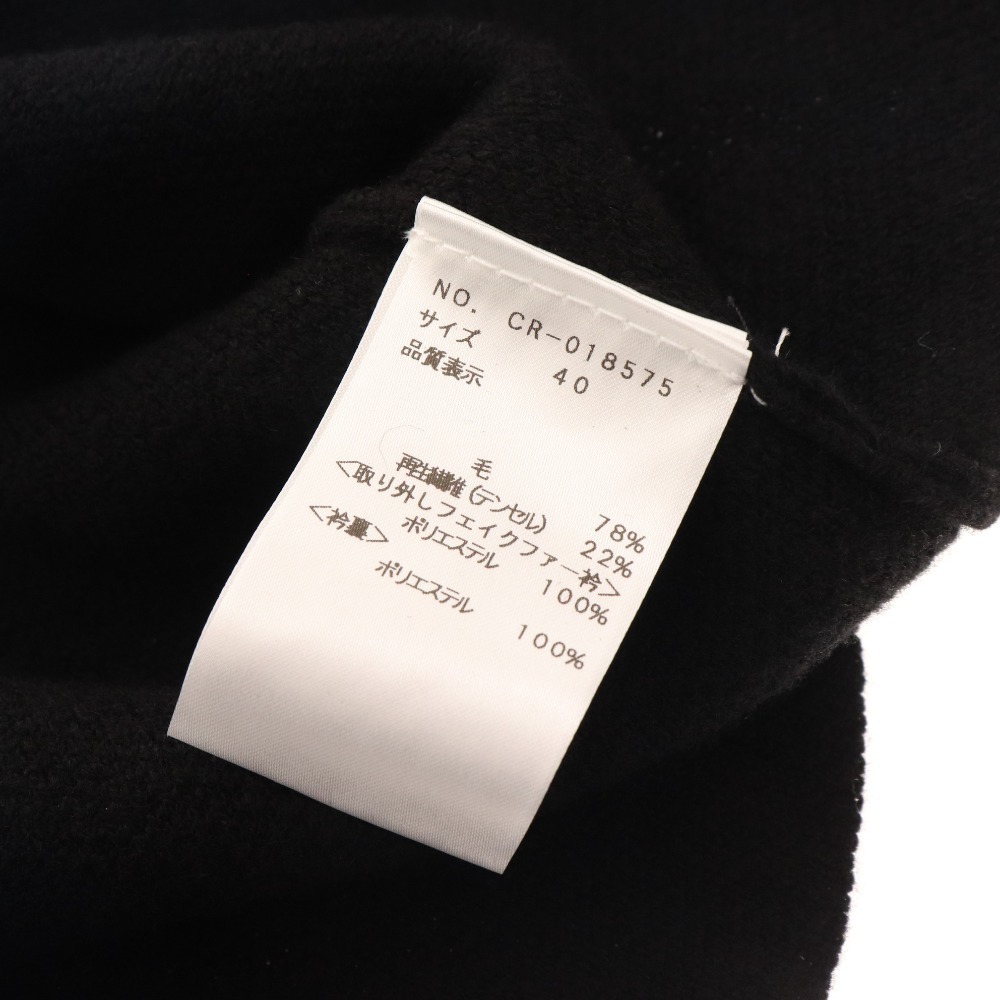 NO. CR-018575
サイズ 40
品質表示
毛 78%
再生繊維(テンセル) 22%
<取り外しフェイクファー衿>
ポリエステル 100%
<衿裏>
ポリエステル 100%